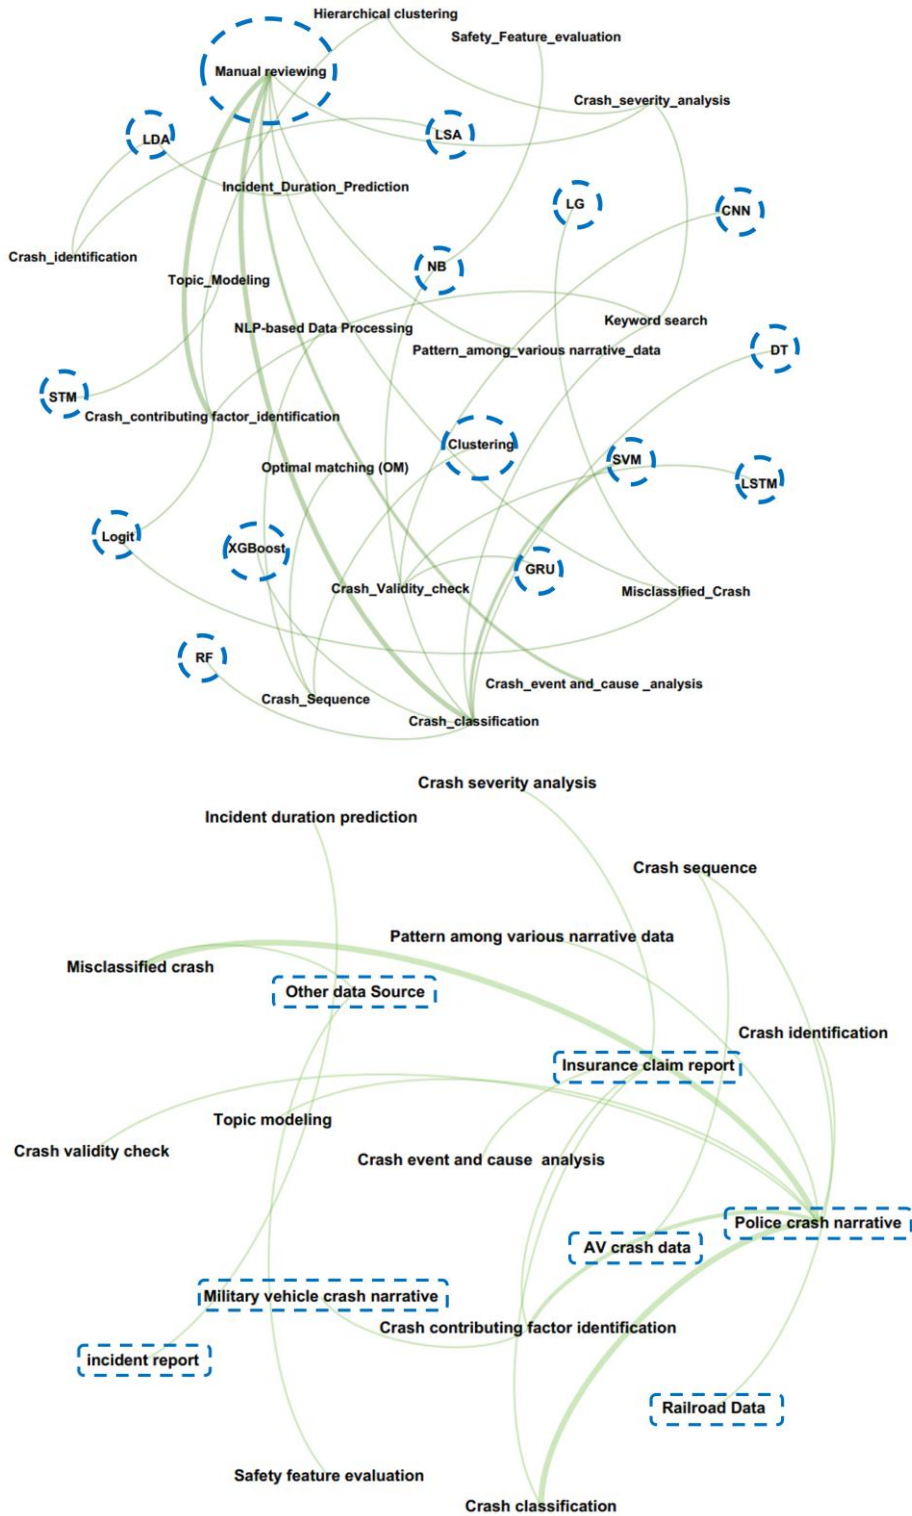 Hierarchical clustering
Safety_Feature_evaluation
Manual reviewing
Crash_severity_analysis
LDA
LSA
Incident_Duration_Prediction
LG
CNN
Crash_identification
NB
Topic_Modeling
Keyword search
NLP-based Data Processing
Pattern_among_various narrative_data
DT
STM
Crash_contributing factor_identification
Clustering
SVM
Optimal matching (OM)
LSTM
Logit
XGBoost
GRU
Crash_Validity_check
Misclassified_Crash
RF
Crash_event and_cause _analysis
Crash_Sequence
Crash_classification
Crash severity analysis
Incident duration prediction
Crash sequence
Pattern among various narrative data
Misclassified crash
Other data Source
Crash identification
Insurance claim report
Topic modeling
Crash validity check
Crash event and cause analysis
Police crash narrative
AV crash data
Military vehicle crash narrative
Crash contributing factor identification
incident report
Railroad Data
Safety feature evaluation
Crash classification